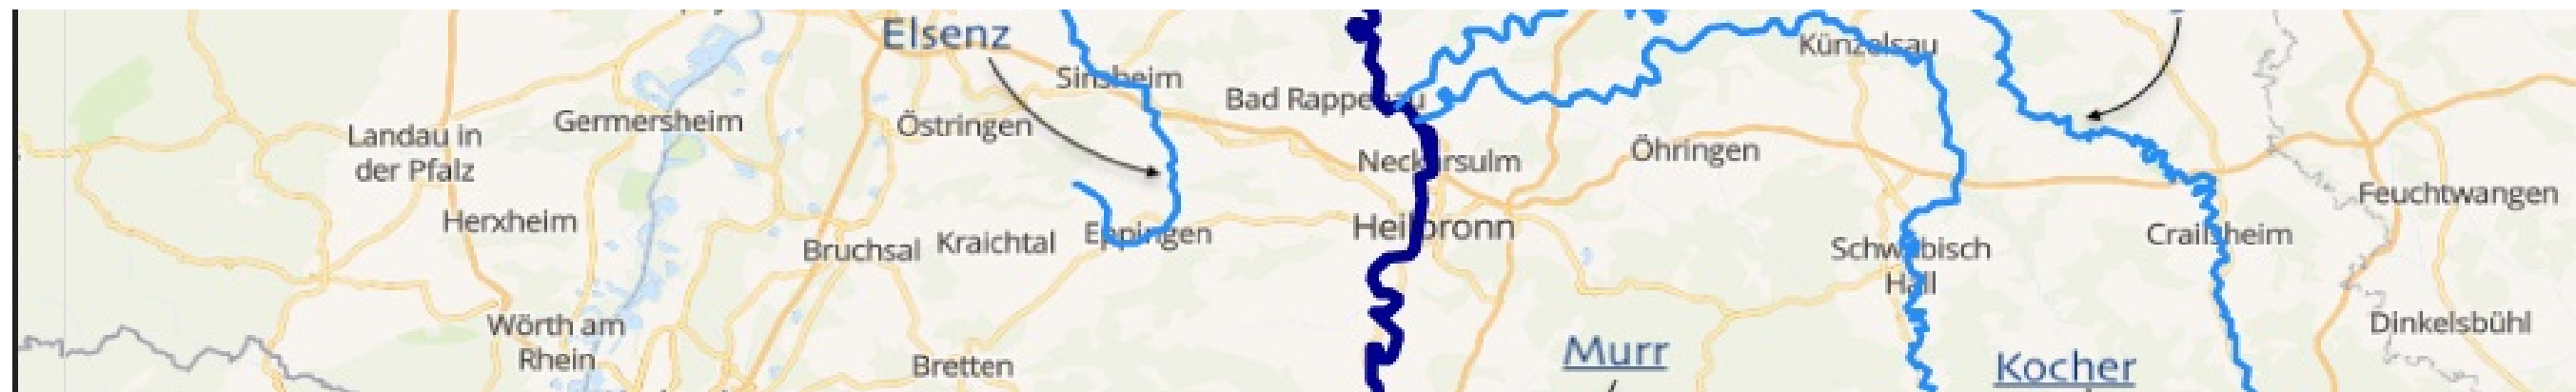 Elsenz
Künzelsau
Sinsheim
Bad Rappenau
Germersheim
Östringen
Landau in
der Pfalz
Neckarsulm
Öhringen
Feuchtwangen
Herxheim
Eppingen
Heilbronn
Crailsheim
Bruchsal
Kraichtal
Schwäbisch
Hall
Wörth am
Rhein
Dinkelsbühl
Murr
Bretten
Kocher